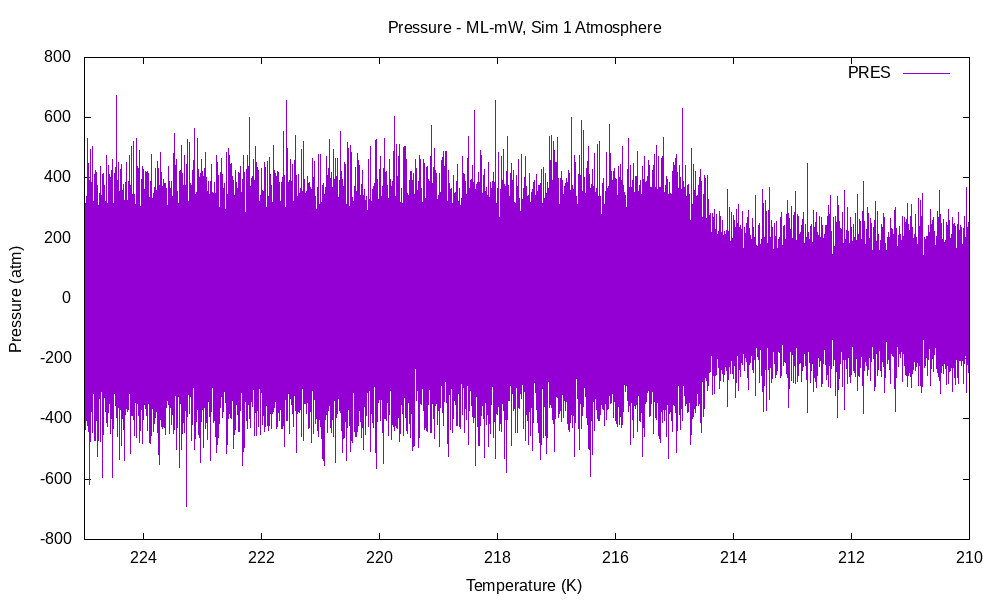 Pressure - ML-mW, Sim 1 Atmosphere
PRES
800
600
400
200
0
-200
-400
-600
-800
Pressure (atm)
224 222 220 218 216 214 212 210
Temperature (K)